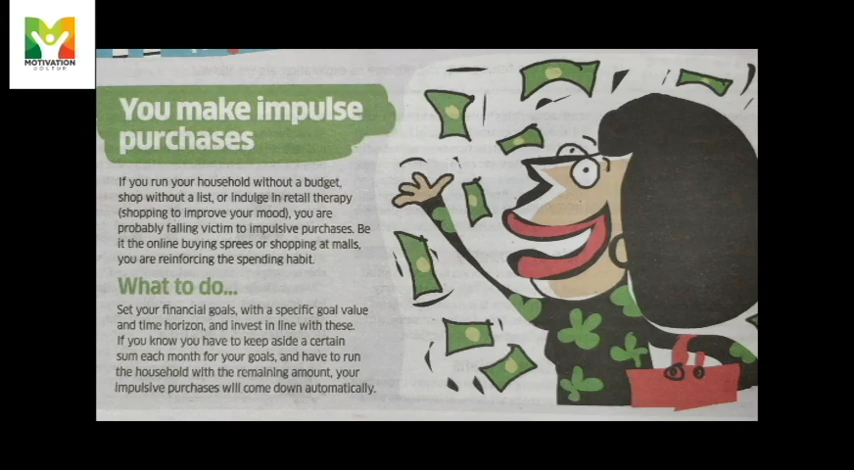 MOTIVATION
DOCTOR
You make impulse
purchases
If you run your household without a budget,
shop without a list, or indulge in retail therapy
(shopping to improve your mood), you are
probably falling victim to impulsive purchases. Be
it the online buying sprees or shopping at malls,
you are reinforcing the spending habit.
What to do...
Set your financial goals, with a specific goal value
and time horizon, and invest in line with these.
If you know you have to keep aside a certain
sum each month for your goals, and have to run
the household with the remaining amount, your
impulsive purchases will come down automatically.